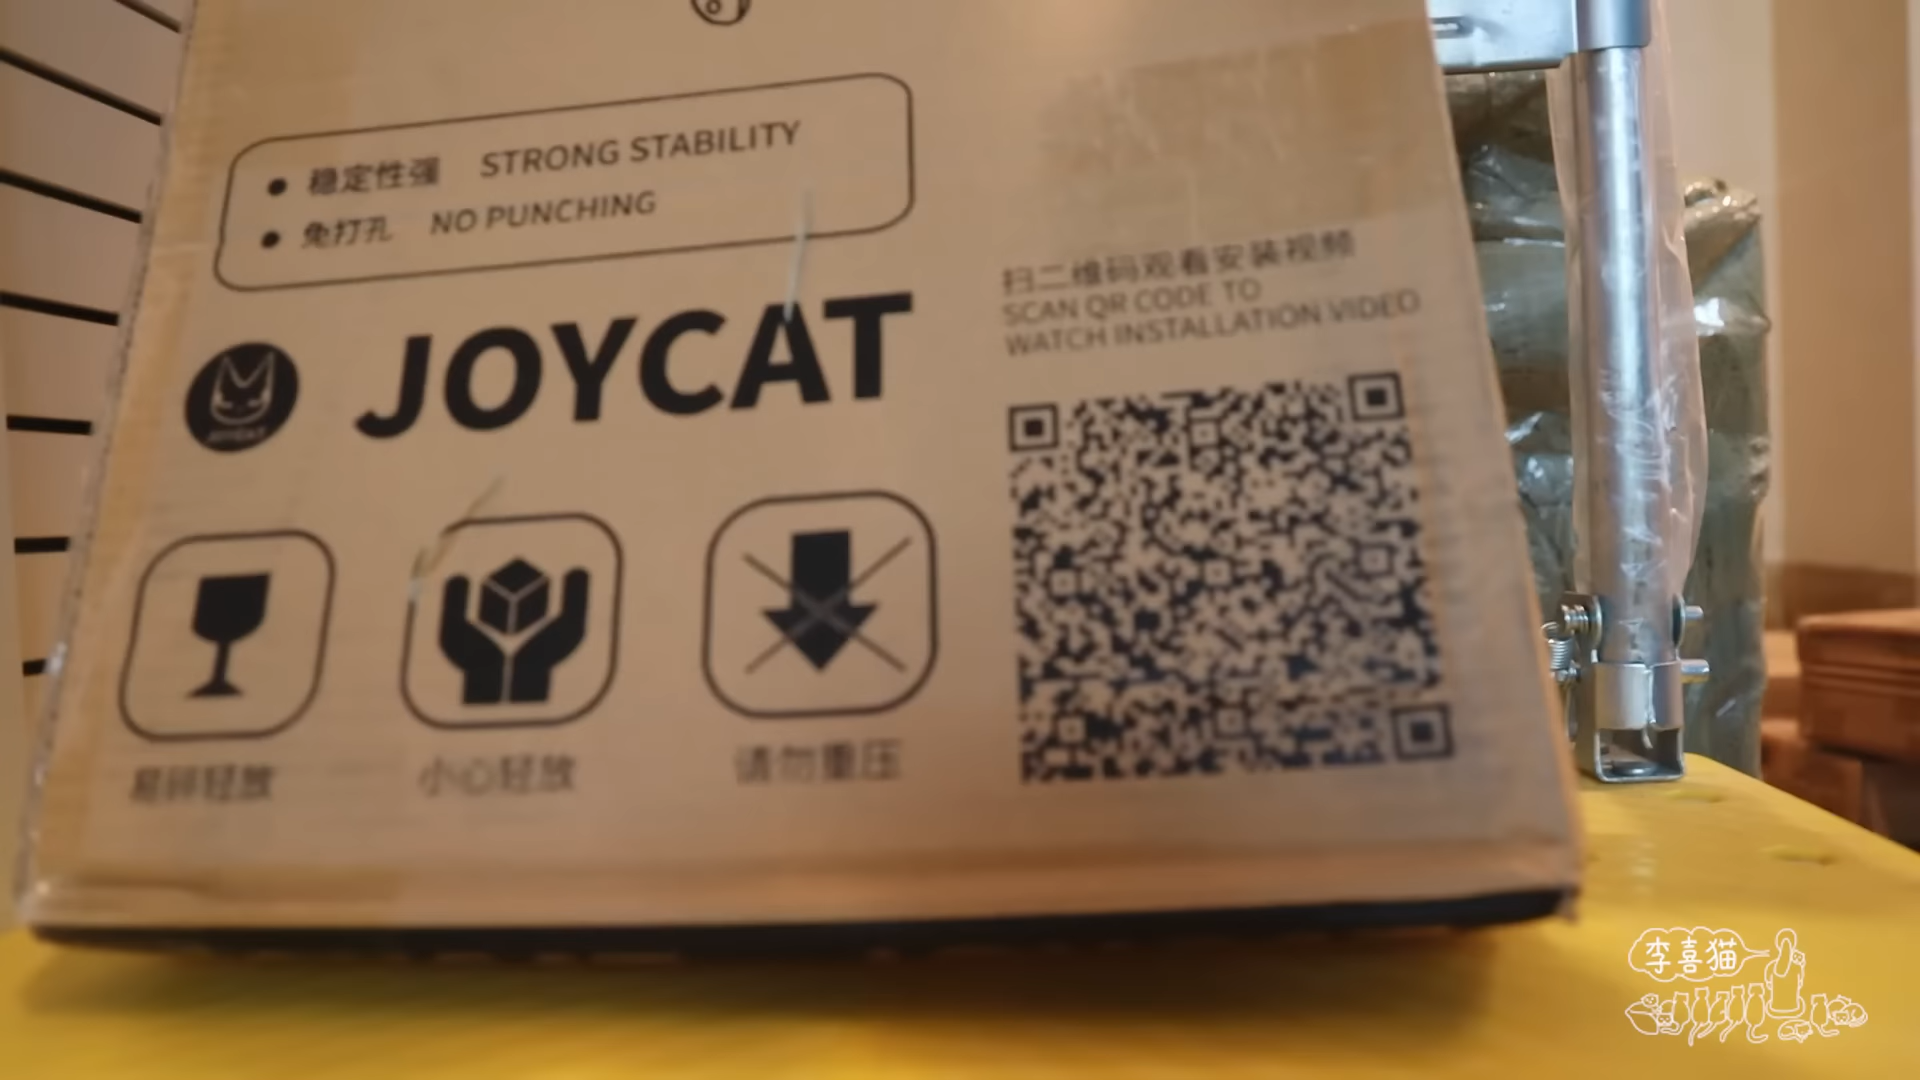 稳定性强 STRONG STABILITY
免打孔 NO PUNCHING
JOYCAT
扫二维码观看安装视频
SCAN QR CODE TO
WATCH INSTALLATION VIDEO
易碎轻放
小心轻放
请勿重压
李喜猫